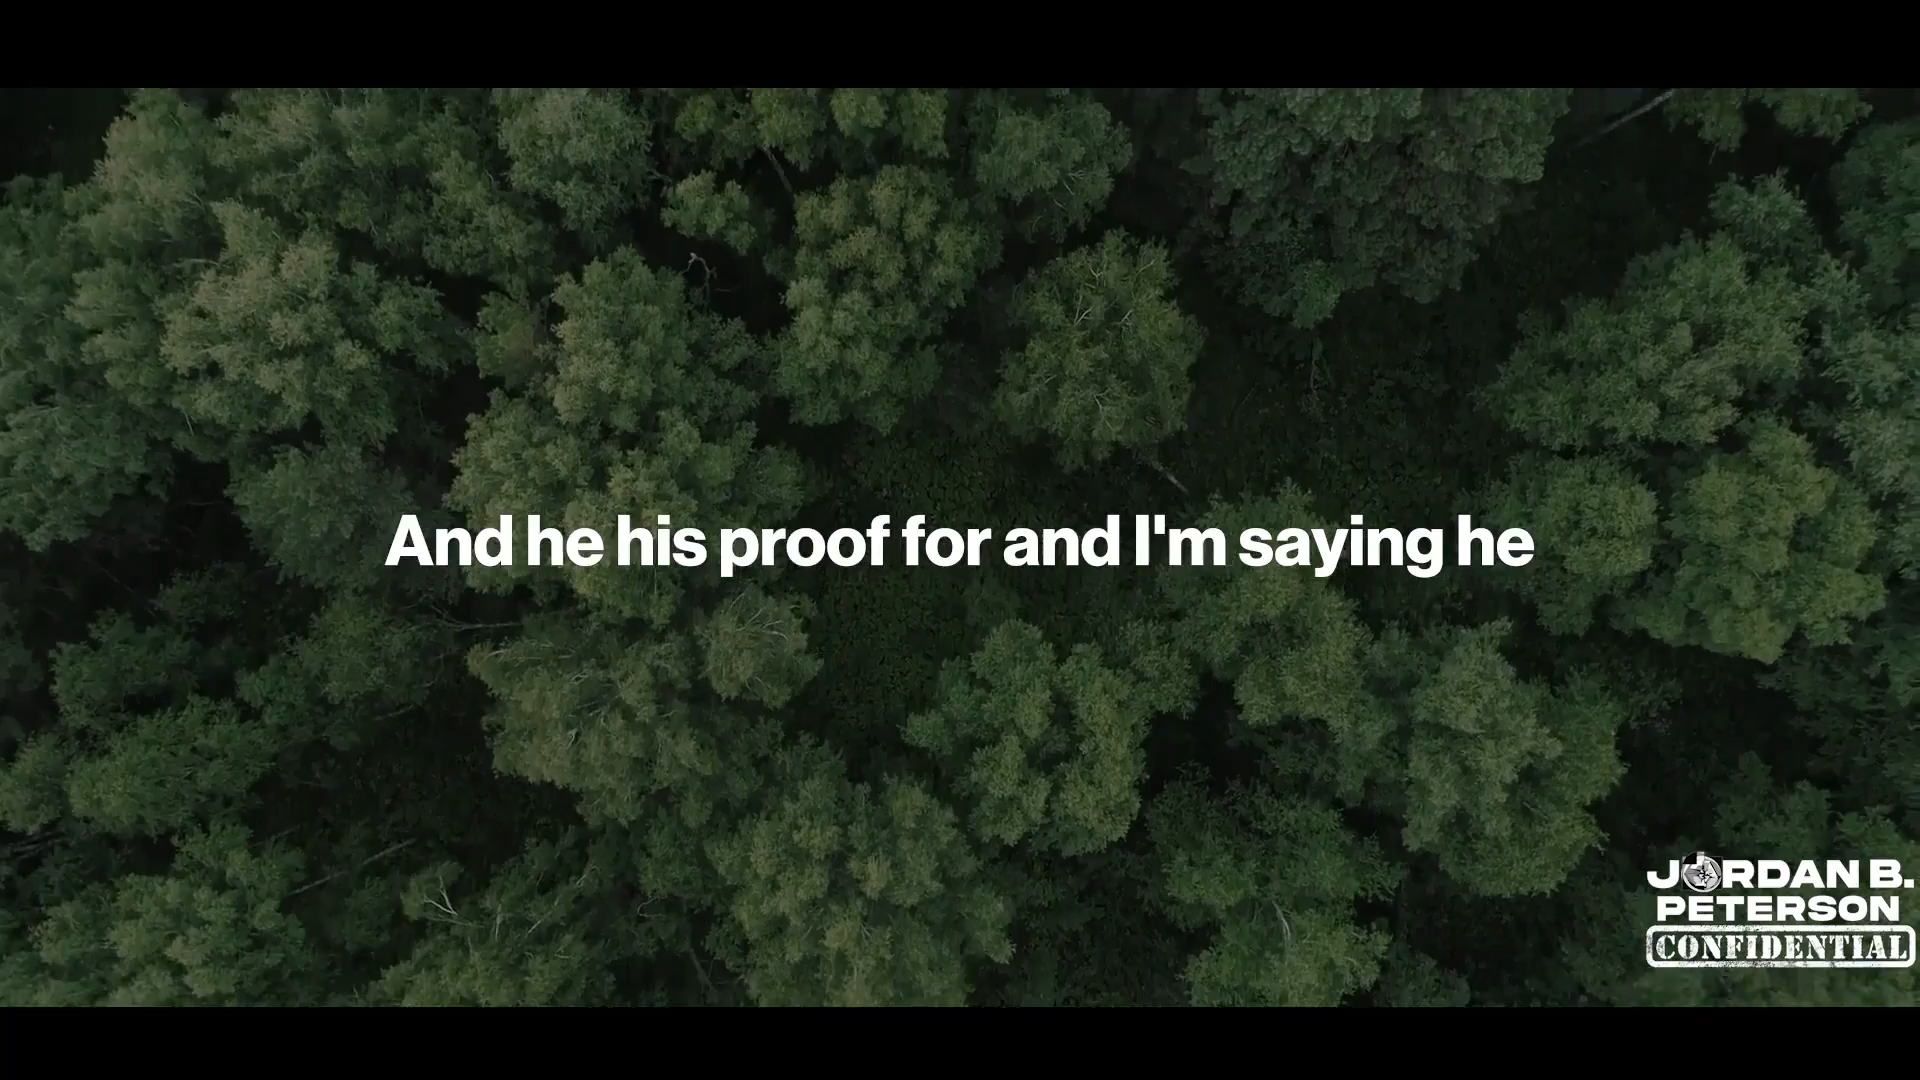 And he his proof for and I'm saying he
JORDAN B.
PETERSON
CONFIDENTIAL